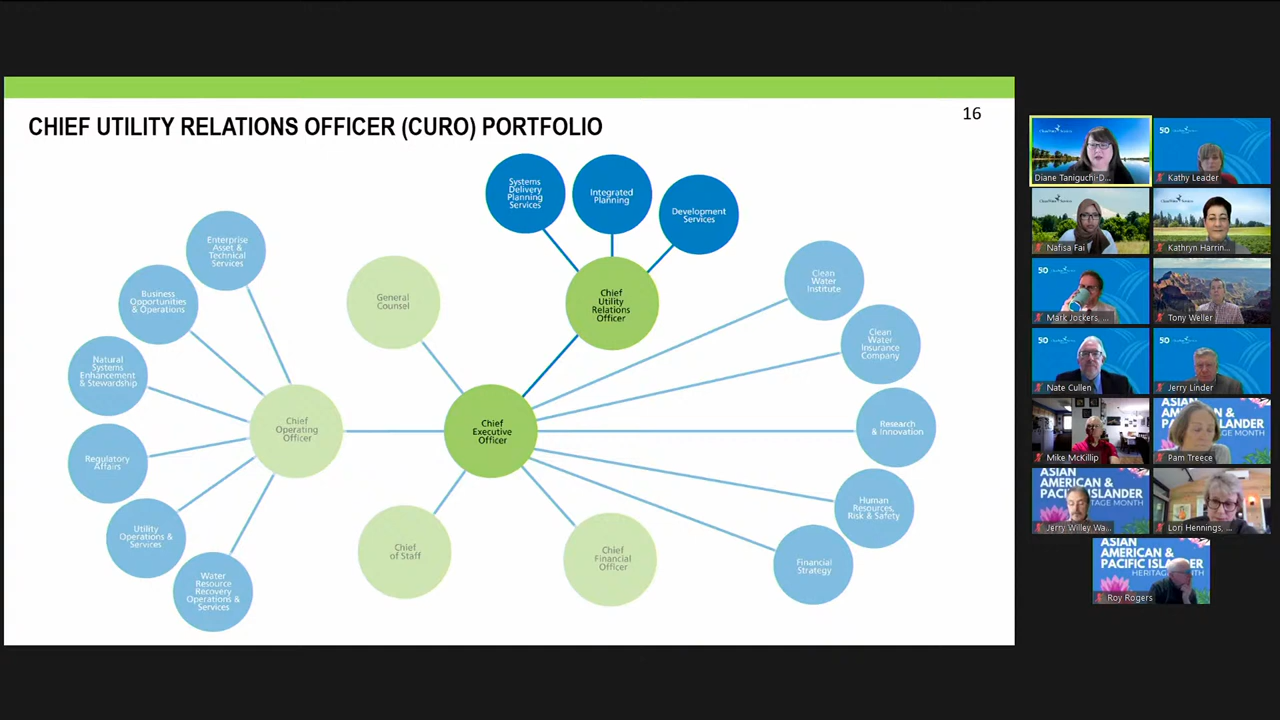 16
CHIEF UTILITY RELATIONS OFFICER (CURO) PORTFOLIO
Systems
Delivery
Planning
Services
Integrated
Planning
Development
Services
Enterprise
Asset &
Technical
Services
Business
Opportunities
& Operations
Natural
Systems
Enhancement
& Stewardship
Regulatory
Affairs
Utility
Operations &
Services
Water
Resource
Recovery
Operations &
Services
General
Counsel
Chief
Utility
Relations
Officer
Chief
Operating
Officer
Chief
Executive
Officer
Chief
of Staff
Chief
Financial
Officer
Clean
Water
Institute
Clean
Water
Insurance
Company
Research
& Innovation
Human
Resources,
Risk & Safety
Financial
Strategy
Diane Taniguchi-D...
50
Kathy Leader
Nafisa Fai
Kathryn Harrin...
50
Mark Jockers, ...
Tony Weller
50
Nate Cullen
50
Jerry Linder
Mike McKillip
ASIAN
MONTH
Pam Treece
ASIAN
AMERICAN &
PACIFIC ISLANDER
MONTH
Jerry Willey Wa...
Lori Hennings, ...
ASIAN
AMERICAN &
PACIFIC ISLANDER
HERITAGE
Roy Rogers